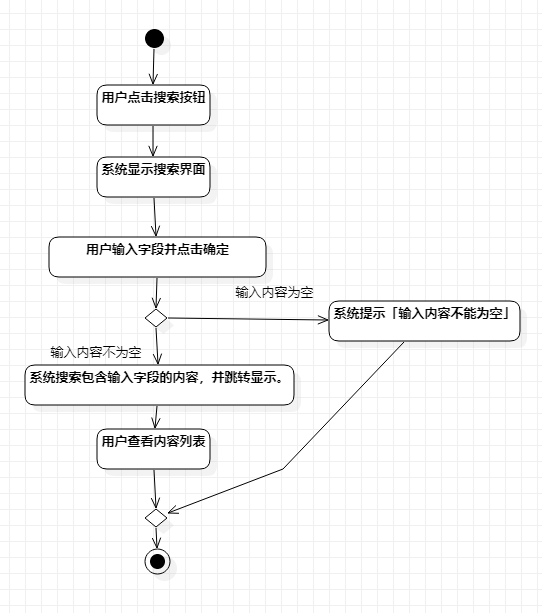 用户点击搜索按钮
系统显示搜索界面
用户输入字段并点击确定
输入内容为空
系统提示「输入内容不能为空」
输入内容不为空
系统搜索包含输入字段的内容，并跳转显示。
用户查看内容列表